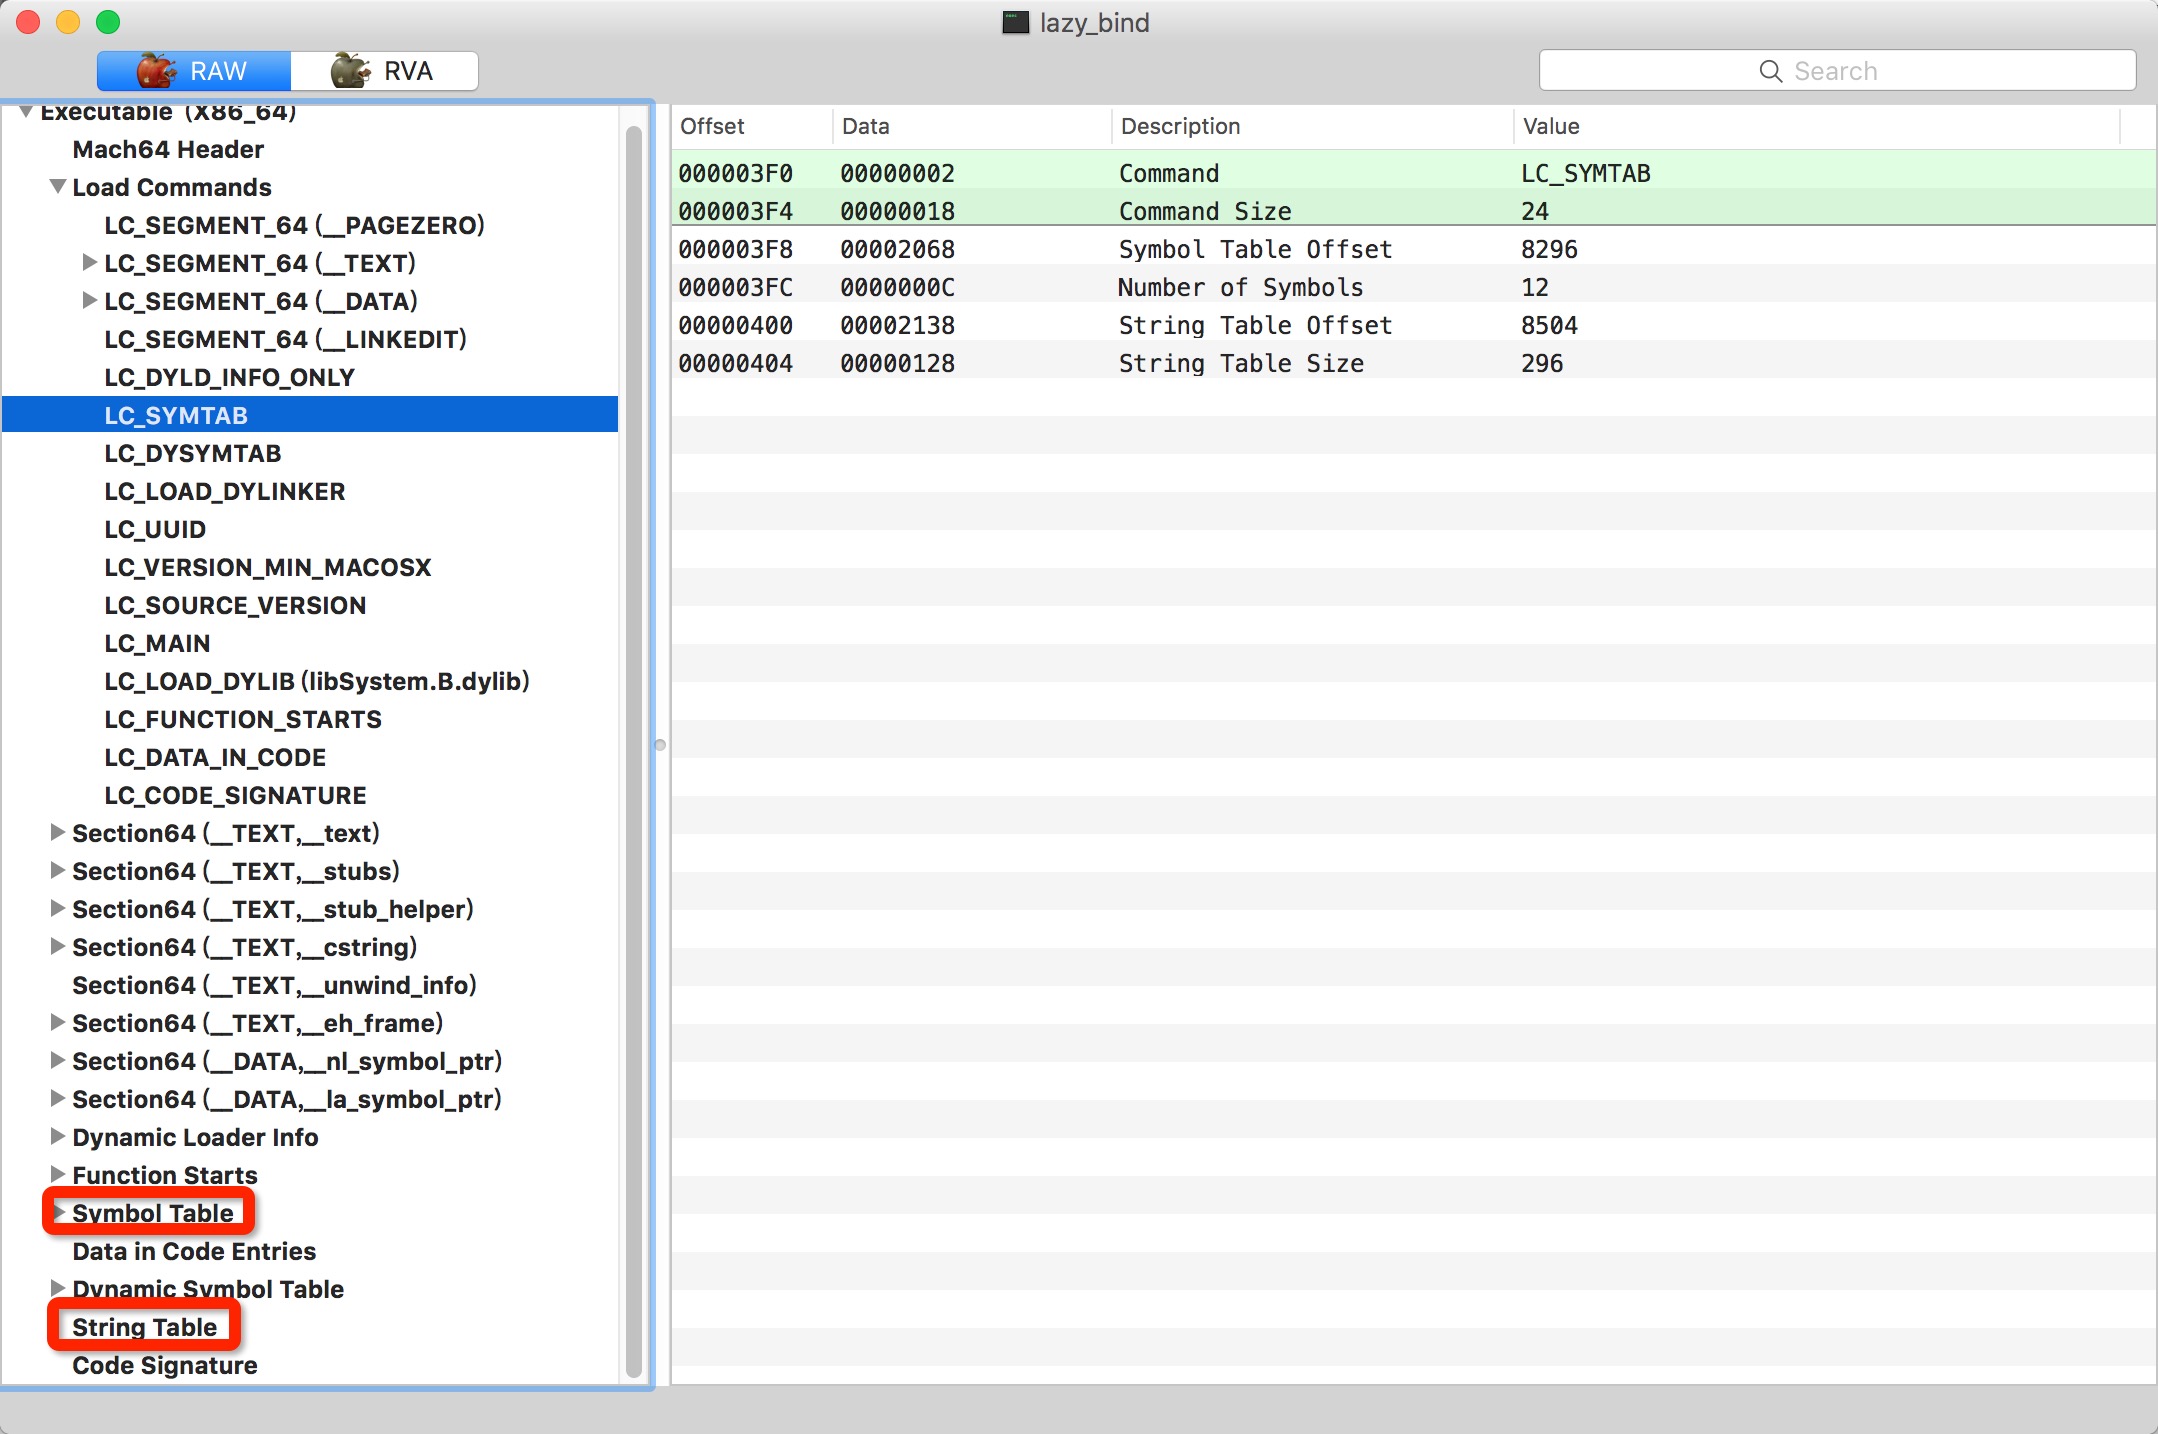 lazy_bind
RAW RVA Search
Executable (X86_64)
Mach64 Header
Load Commands
LC_SEGMENT_64 (__PAGEZERO)
LC_SEGMENT_64 (__TEXT)
LC_SEGMENT_64 (__DATA)
LC_SEGMENT_64 (__LINKEDIT)
LC_DYLD_INFO_ONLY
LC_SYMTAB
LC_DYSYMTAB
LC_LOAD_DYLINKER
LC_UUID
LC_VERSION_MIN_MACOSX
LC_SOURCE_VERSION
LC_MAIN
LC_LOAD_DYLIB (libSystem.B.dylib)
LC_FUNCTION_STARTS
LC_DATA_IN_CODE
LC_CODE_SIGNATURE
Section64 (__TEXT,__text)
Section64 (__TEXT,__stubs)
Section64 (__TEXT,__stub_helper)
Section64 (__TEXT,__cstring)
Section64 (__TEXT,__unwind_info)
Section64 (__TEXT,__eh_frame)
Section64 (__DATA,__nl_symbol_ptr)
Section64 (__DATA,__la_symbol_ptr)
Dynamic Loader Info
Function Starts
Symbol Table
Data in Code Entries
Dynamic Symbol Table
String Table
Code Signature
Offset Data Description Value
000003F0 00000002 Command LC_SYMTAB
000003F4 00000018 Command Size 24
000003F8 00002068 Symbol Table Offset 8296
000003FC 0000000C Number of Symbols 12
00000400 00002138 String Table Offset 8504
00000404 00000128 String Table Size 296